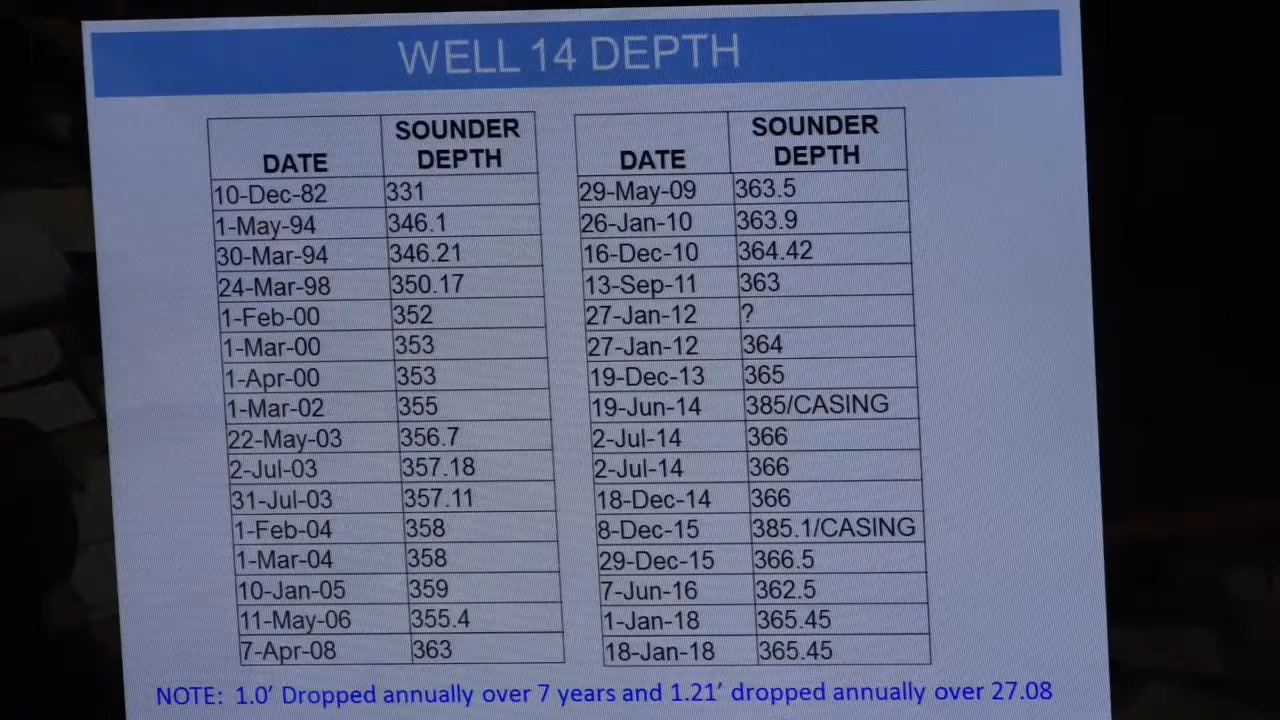 WELL 14 DEPTH
DATE SOUNDER DEPTH
10-Dec-82 331
1-May-94 346.1
30-Mar-94 346.21
24-Mar-98 350.17
1-Feb-00 352
1-Mar-00 353
1-Apr-00 353
1-Mar-02 355
22-May-03 356.7
2-Jul-03 357.18
31-Jul-03 357.11
1-Feb-04 358
1-Mar-04 358
10-Jan-05 359
11-May-06 355.4
7-Apr-08 363
DATE SOUNDER DEPTH
29-May-09 363.5
26-Jan-10 363.9
16-Dec-10 364.42
13-Sep-11 363
27-Jan-12 ?
27-Jan-12 364
19-Dec-13 365
19-Jun-14 385/CASING
2-Jul-14 366
2-Jul-14 366
18-Dec-14 366
8-Dec-15 385.1/CASING
29-Dec-15 366.5
7-Jun-16 362.5
1-Jan-18 365.45
18-Jan-18 365.45
NOTE: 1.0’ Dropped annually over 7 years and 1.21’ dropped annually over 27.08